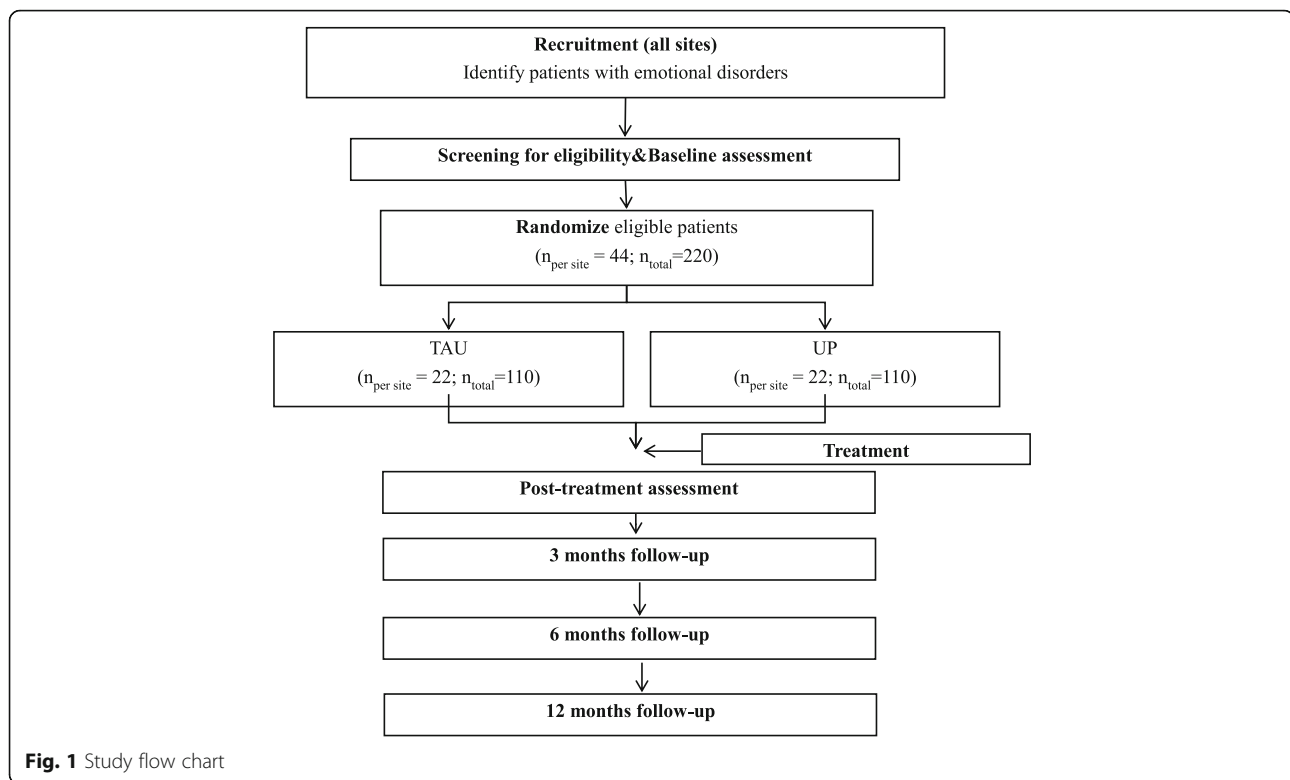 Recruitment (all sites)
Identify patients with emotional disorders
Screening for eligibility&Baseline assessment
Randomize eligible patients
(nper site = 44; ntotal=220)
TAU
(nper site = 22; ntotal=110)
UP
(nper site = 22; ntotal=110)
Treatment
Post-treatment assessment
3 months follow-up
6 months follow-up
12 months follow-up
Fig. 1 Study flow chart